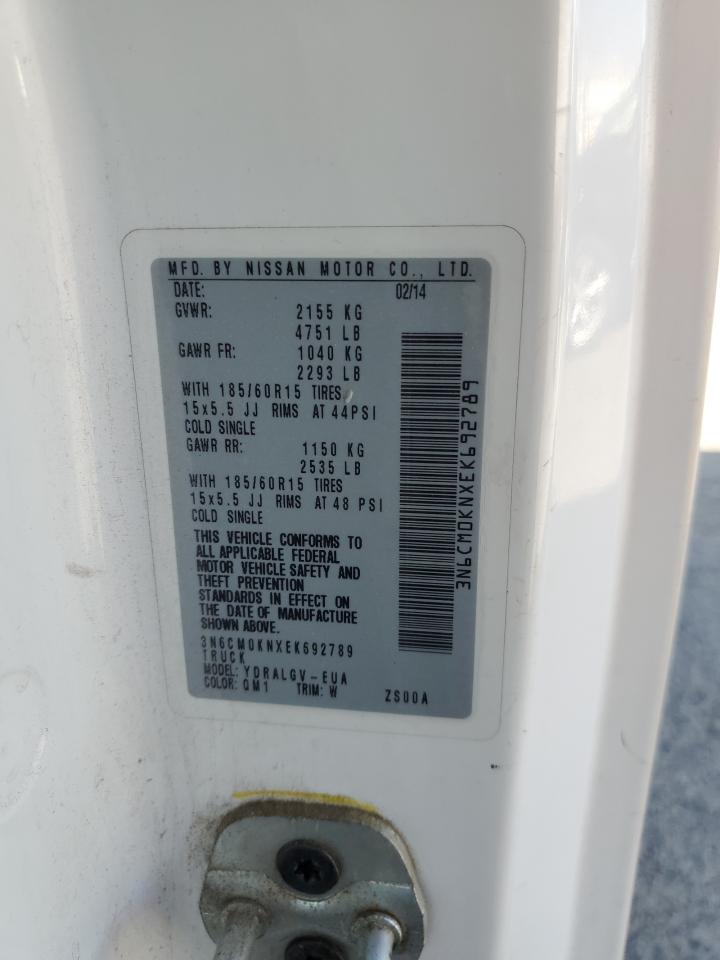 MFD. BY NISSAN MOTOR CO., LTD.
DATE: 02/14
GVWR: 2155 KG
4751 LB
GAWR FR: 1040 KG
2293 LB
WITH 185/60R15 TIRES
15x5.5 JJ RIMS AT 44PSI
COLD SINGLE
GAWR RR: 1150 KG
2535 LB
WITH 185/60R15 TIRES
15x5.5 JJ RIMS AT 48 PSI
COLD SINGLE
THIS VEHICLE CONFORMS TO
ALL APPLICABLE FEDERAL
MOTOR VEHICLE SAFETY AND
THEFT PREVENTION
STANDARDS IN EFFECT ON
THE DATE OF MANUFACTURE
SHOWN ABOVE.
3N6CM0KNXEK692789
TRUCK
MODEL: YDRALGV-EUA
COLOR: QM1 TRIM: W ZS00A
3N6CM0KNXEK692789